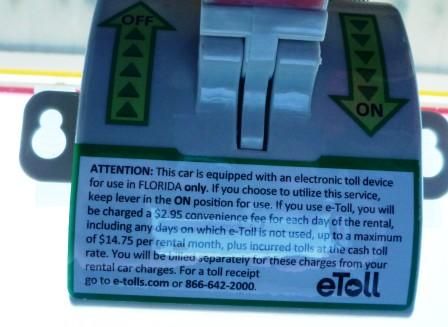 OFF
ON
ATTENTION: This car is equipped with an electronic toll device
for use in FLORIDA only. If you choose to utilize this service,
keep lever in the ON position for use. If you use e-Toll, you will
be charged a $2.95 convenience fee for each day of the rental,
including any days on which e-Toll is not used, up to a maximum
of $14.75 per rental month, plus incurred tolls at the cash toll
rate. You will be billed separately for these charges from your
rental car charges. For a toll receipt
go to e-tolls.com or 866-642-2000.
eToll